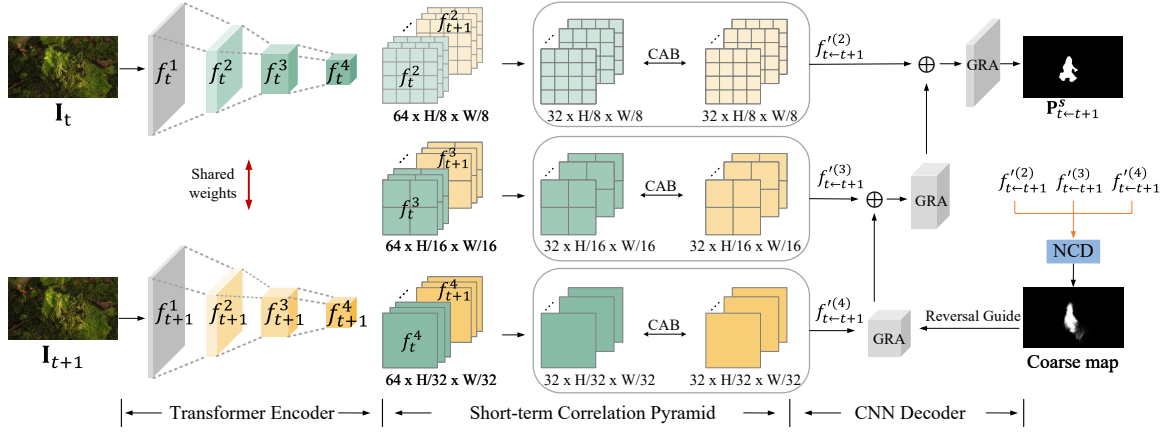 f_t^1
f_t^2
f_t^3
f_t^4
I_t
f_{t+1}^2
f_t^2
64 x H/8 x W/8
CAB
32 x H/8 x W/8
32 x H/8 x W/8
f'^{(2)}_{t←t+1}
⊕
GRA
P^s_{t←t+1}
Shared
weights
f_{t+1}^3
f_t^3
64 x H/16 x W/16
CAB
32 x H/16 x W/16
32 x H/16 x W/16
f'^{(3)}_{t←t+1}
⊕
GRA
f'^{(2)}_{t←t+1} f'^{(3)}_{t←t+1} f'^{(4)}_{t←t+1}
NCD
f_{t+1}^1
f_{t+1}^2
f_{t+1}^3
f_{t+1}^4
I_{t+1}
f_{t+1}^4
f_t^4
64 x H/32 x W/32
CAB
32 x H/32 x W/32
32 x H/32 x W/32
f'^{(4)}_{t←t+1}
GRA
Reversal Guide
Coarse map
Transformer Encoder
Short-term Correlation Pyramid
CNN Decoder